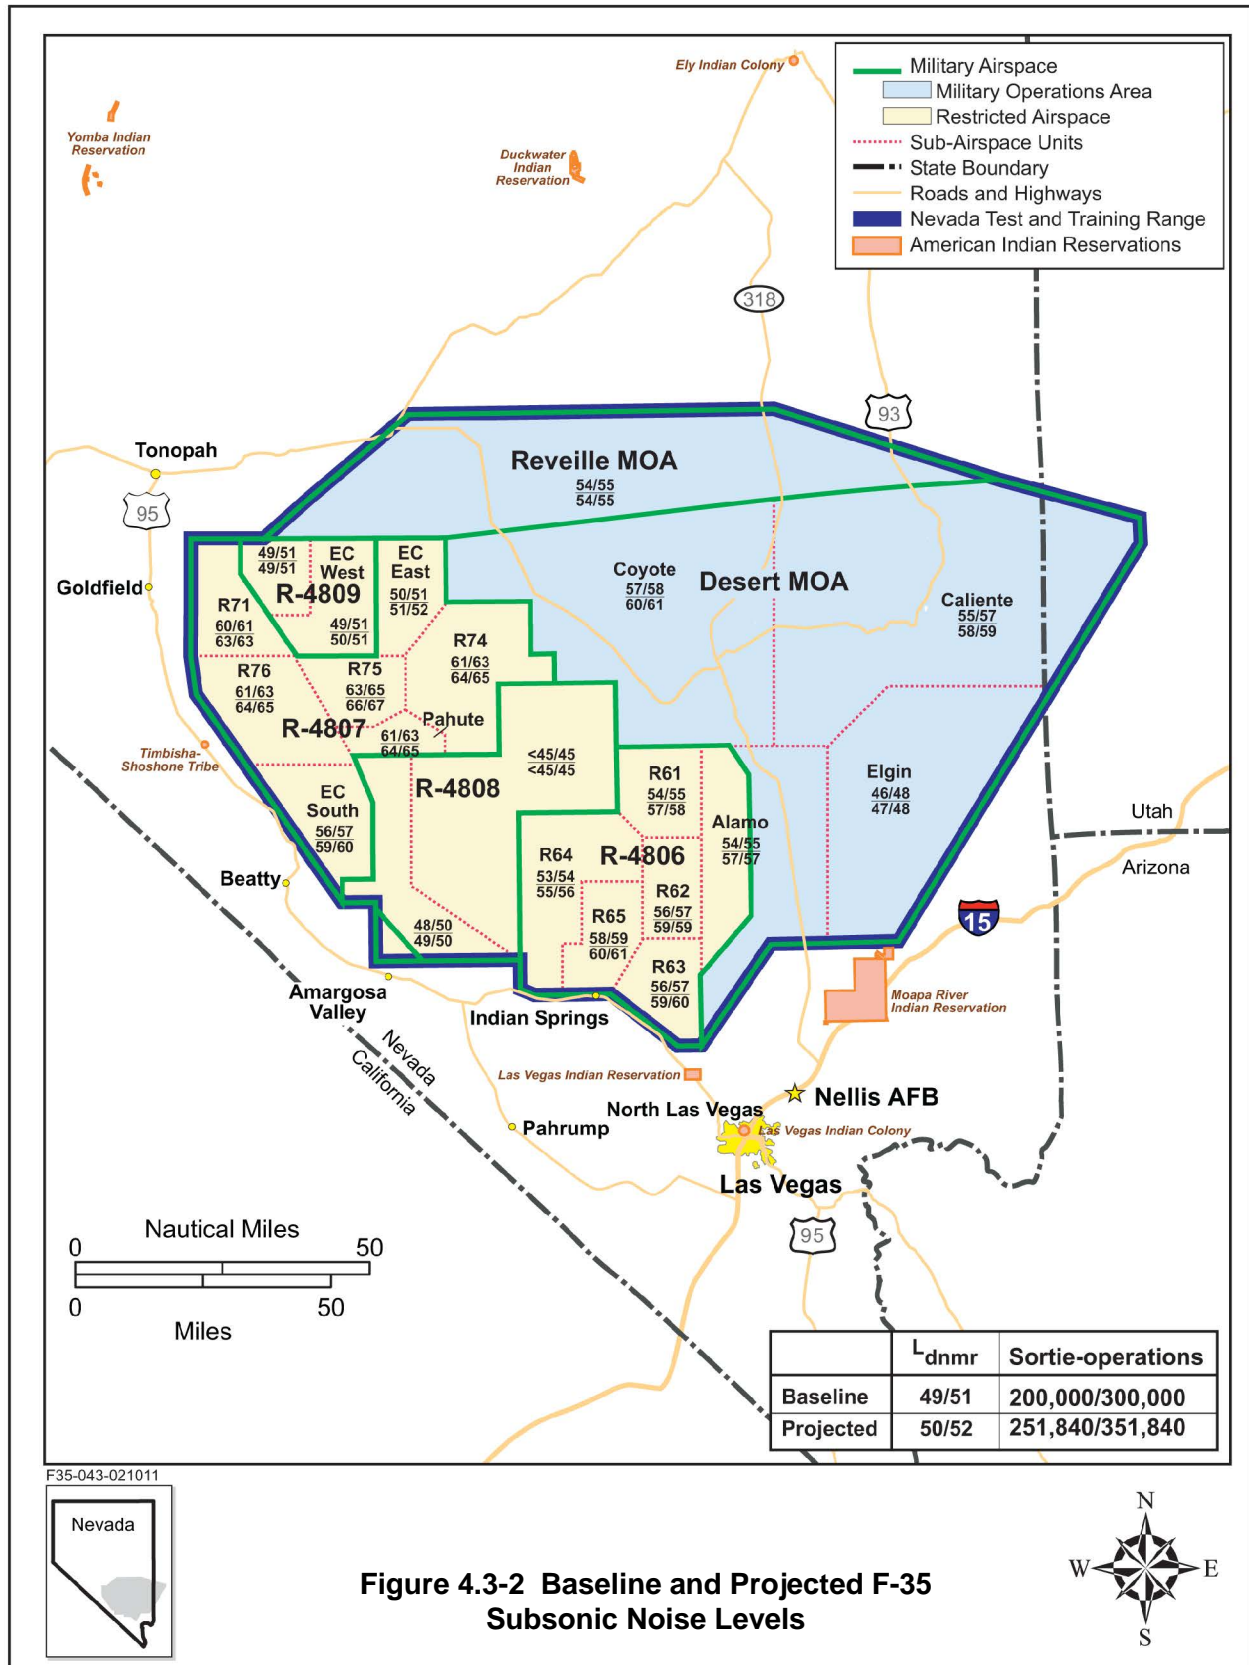 Ely Indian Colony
Military Airspace
Military Operations Area
Restricted Airspace
Sub-Airspace Units
State Boundary
Roads and Highways
Nevada Test and Training Range
American Indian Reservations
Yomba Indian
Reservation
Duckwater
Indian
Reservation
318
93
Tonopah
95
Reveille MOA
54/55
54/55
Goldfield
49/51
49/51
EC
West
R-4809
49/51
50/51
EC
East
50/51
51/52
R71
60/61
63/63
Coyote
57/58
60/61
Desert MOA
Caliente
55/57
58/59
R74
61/63
64/65
R76
61/63
64/65
R75
63/65
66/67
R-4807
Pahute
61/63
64/65
Timbisha-
Shoshone Tribe
<45/45
<45/45
R-4808
EC
South
56/57
59/60
R61
54/55
57/58
Elgin
46/48
47/48
Alamo
54/55
57/57
Utah
Arizona
R64
53/54
55/56
R-4806
R62
56/57
59/59
Beatty
R65
58/59
60/61
48/50
49/50
15
R63
56/57
59/60
Amargosa
Valley
Indian Springs
Moapa River
Indian Reservation
Nevada
California
Las Vegas Indian Reservation
Nellis AFB
North Las Vegas
Pahrump
Las Vegas Indian Colony
Las Vegas
95
Nautical Miles
0 50
0 50
Miles
Ldnmr Sortie-operations
Baseline 49/51 200,000/300,000
Projected 50/52 251,840/351,840
F35-043-021011
Nevada
N
W E
S
Figure 4.3-2 Baseline and Projected F-35
Subsonic Noise Levels